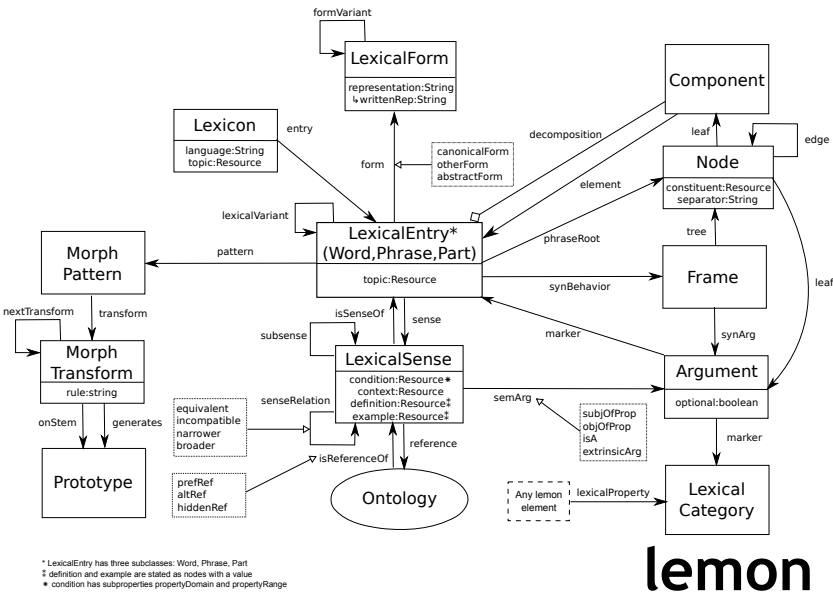 formVariant
LexicalForm
representation:String
↳writtenRep:String
Component
Lexicon
language:String
topic:Resource
entry
form
canonicalForm
otherForm
abstractForm
decomposition
element
leaf
edge
Node
constituent:Resource
separator:String
lexicalVariant
LexicalEntry*
(Word,Phrase,Part)
topic:Resource
phraseRoot
tree
Morph
Pattern
pattern
synBehavior
Frame
leaf
nextTransform
transform
isSenseOf
sense
marker
synArg
Morph
Transform
rule:string
subsense
LexicalSense
condition:Resource⁕
context:Resource
definition:Resource‡
example:Resource‡
semArg
Argument
optional:boolean
equivalent
incompatible
narrower
broader
senseRelation
subjOfProp
objOfProp
isA
extrinsicArg
onStem
generates
marker
isReferenceOf
reference
Prototype
prefRef
altRef
hiddenRef
Ontology
Any lemon
element
lexicalProperty
Lexical
Category
* LexicalEntry has three subclasses: Word, Phrase, Part
‡ definition and example are stated as nodes with a value
⁕ condition has subproperties propertyDomain and propertyRange
lemon